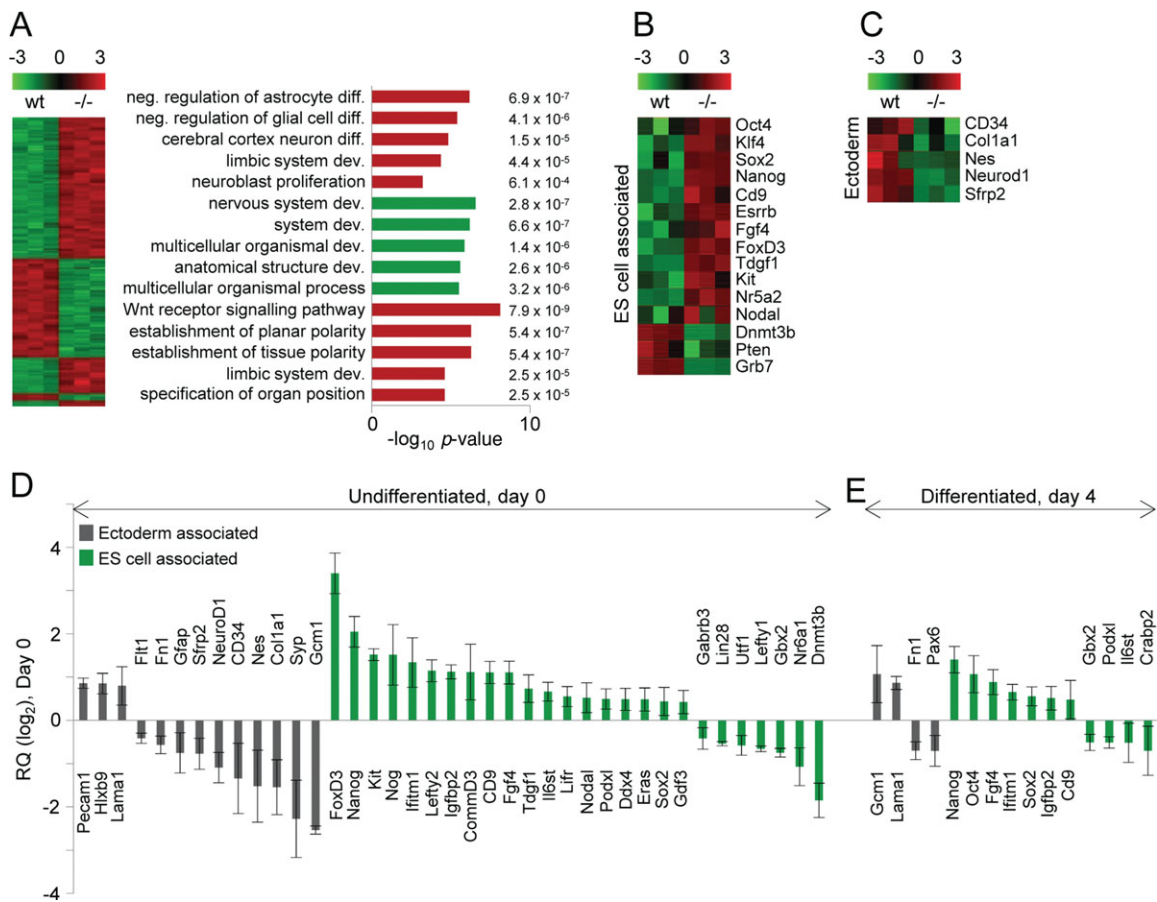 A
-3 0 3
wt -/-
neg. regulation of astrocyte diff. 6.9 x 10-7
neg. regulation of glial cell diff. 4.1 x 10-6
cerebral cortex neuron diff. 1.5 x 10-5
limbic system dev. 4.4 x 10-5
neuroblast proliferation 6.1 x 10-4
nervous system dev. 2.8 x 10-7
system dev. 6.6 x 10-7
multicellular organismal dev. 1.4 x 10-6
anatomical structure dev. 2.6 x 10-6
multicellular organismal process 3.2 x 10-6
Wnt receptor signalling pathway 7.9 x 10-9
establishment of planar polarity 5.4 x 10-7
establishment of tissue polarity 5.4 x 10-7
limbic system dev. 2.5 x 10-5
specification of organ position 2.5 x 10-5
0 10
-log10 p-value
B
-3 0 3
wt -/-
ES cell associated
Oct4
Klf4
Sox2
Nanog
Cd9
Esrrb
Fgf4
FoxD3
Tdgf1
Kit
Nr5a2
Nodal
Dnmt3b
Pten
Grb7
C
-3 0 3
wt -/-
Ectoderm
CD34
Col1a1
Nes
Neurod1
Sfrp2
D
Undifferentiated, day 0
Ectoderm associated
ES cell associated
RQ (log2), Day 0
4
2
0
-2
-4
Pecam1
Hlxb9
Lama1
Flt1
Fn1
Gfap
Sfrp2
NeuroD1
CD34
Nes
Col1a1
Syp
Gcm1
FoxD3
Nanog
Kit
Nog
Ifitm1
Lefty2
Igfbp2
CommD3
CD9
Fgf4
Tdgf1
Il6st
Lifr
Nodal
Podxl
Ddx4
Eras
Sox2
Gdf3
Gabrb3
Lin28
Utf1
Lefty1
Gbx2
Nr6a1
Dnmt3b
E
Differentiated, day 4
Gcm1
Lama1
Fn1
Pax6
Nanog
Oct4
Fgf4
Ifitm1
Sox2
Igfbp2
Cd9
Gbx2
Podxl
Il6st
Crabp2